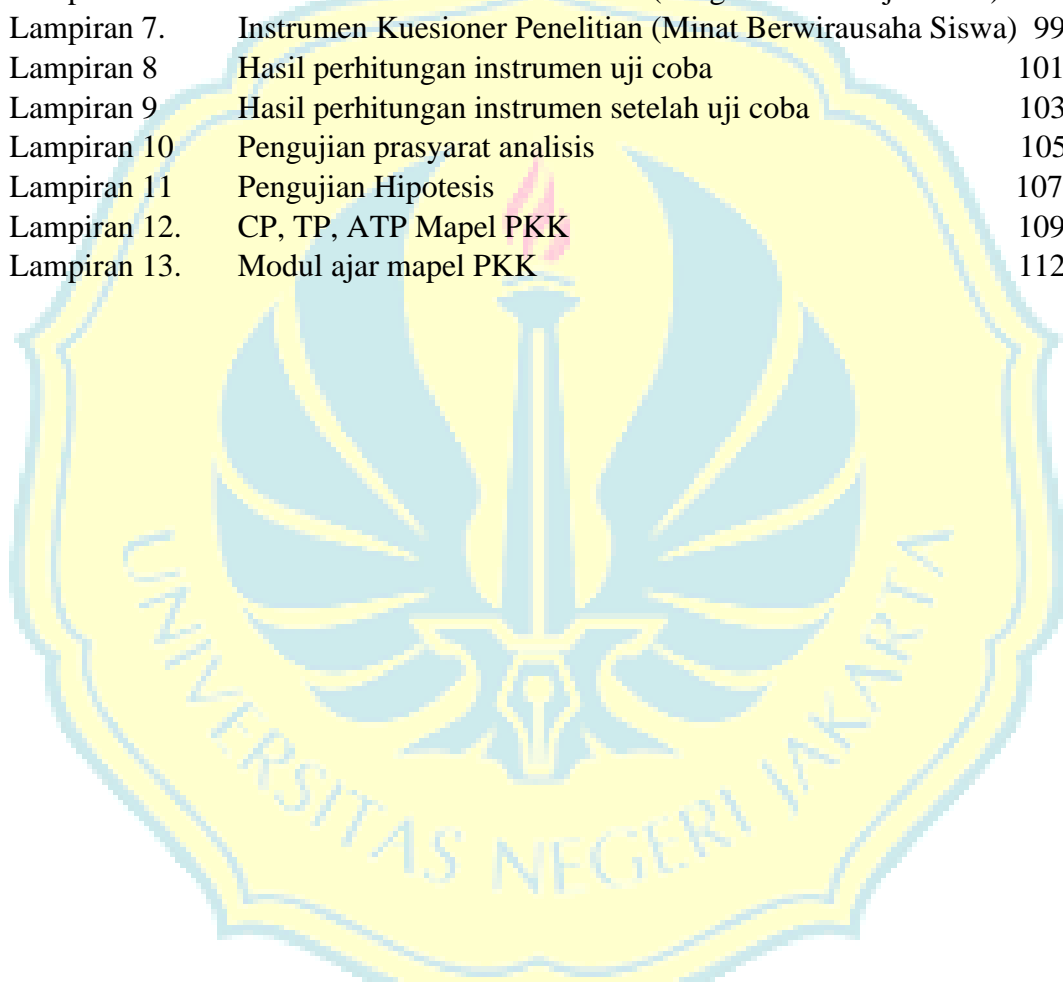 Lampiran 7. Instrumen Kuesioner Penelitian (Minat Berwirausaha Siswa) 99
Lampiran 8 Hasil perhitungan instrumen uji coba 101
Lampiran 9 Hasil perhitungan instrumen setelah uji coba 103
Lampiran 10 Pengujian prasyarat analisis 105
Lampiran 11 Pengujian Hipotesis 107
Lampiran 12. CP, TP, ATP Mapel PKK 109
Lampiran 13. Modul ajar mapel PKK 112
UNIVERSITAS NEGERI JAKARTA